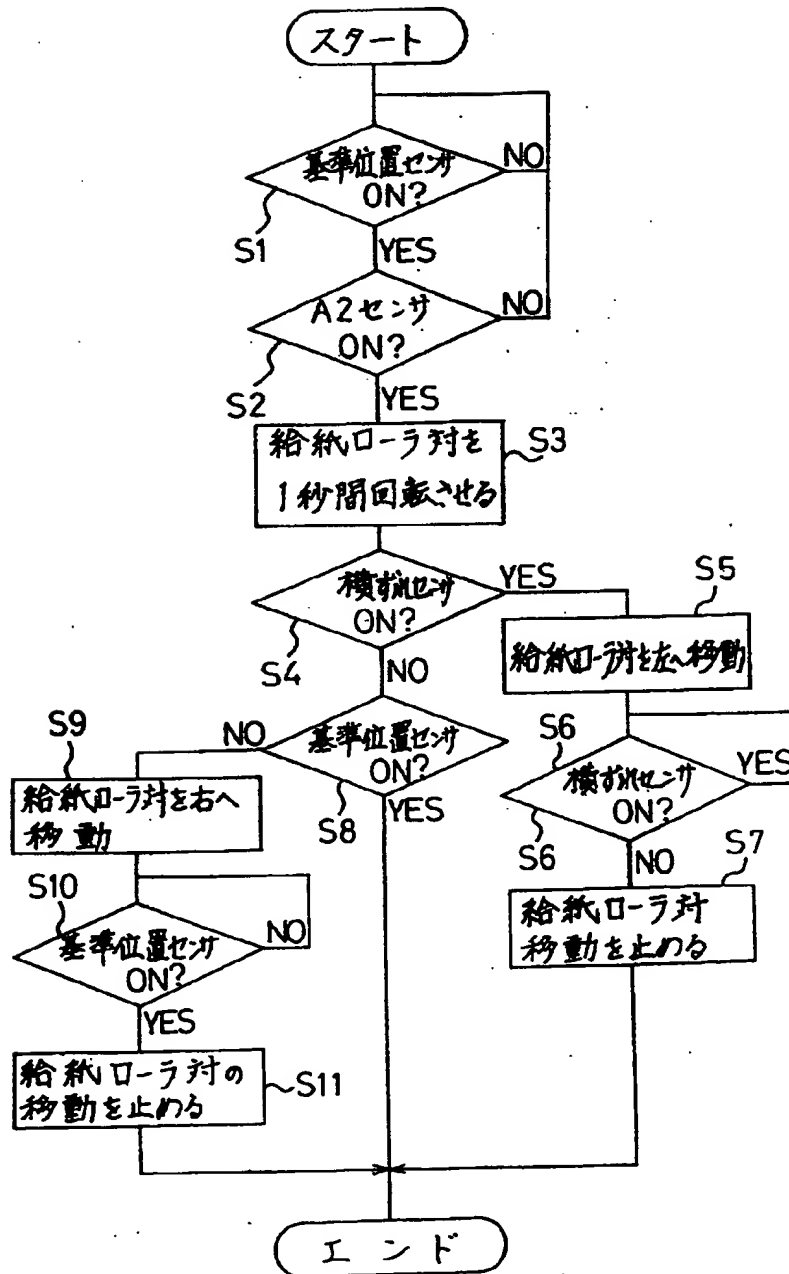 スタート
基準位置センサ
ON?
NO
S1
YES
A2センサ
ON?
NO
S2
YES
給紙ローラ対を
1秒間回転させる
S3
横ずれセンサ
ON?
YES
S4
NO
S5
給紙ローラ対を左へ移動
S6
横ずれセンサ
ON?
YES
S6
NO
S7
給紙ローラ対
移動を止める
基準位置センサ
ON?
NO
S8
YES
S9
給紙ローラ対を右へ
移動
S10
基準位置センサ
ON?
NO
YES
給紙ローラ対の
移動を止める
S11
エンド